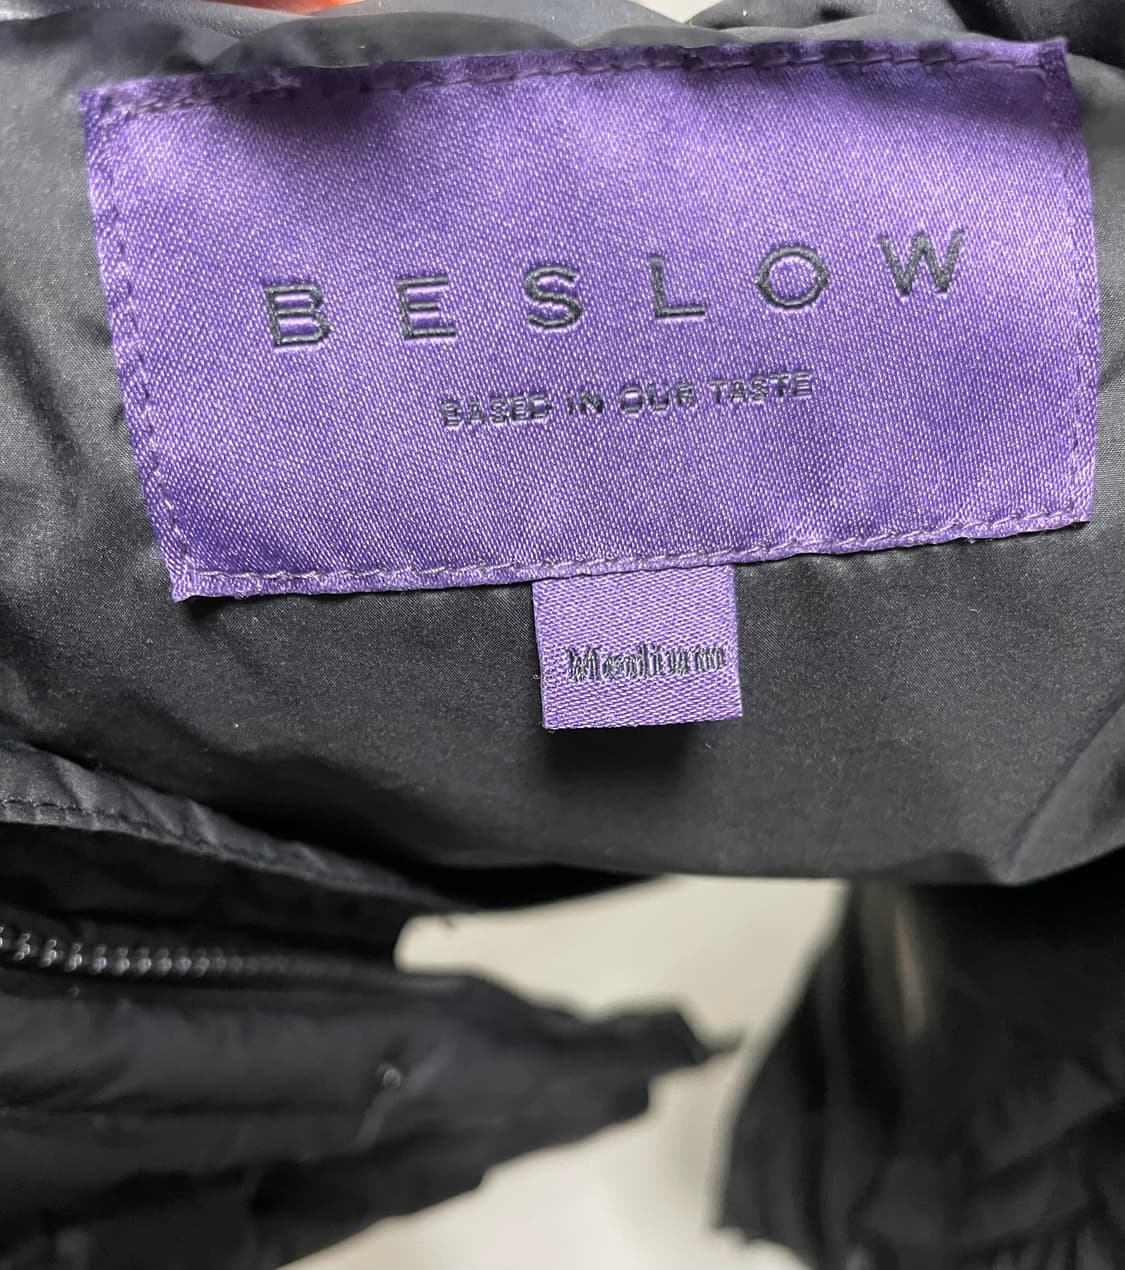 BESLOW
BASED IN OUR TASTE
Medium